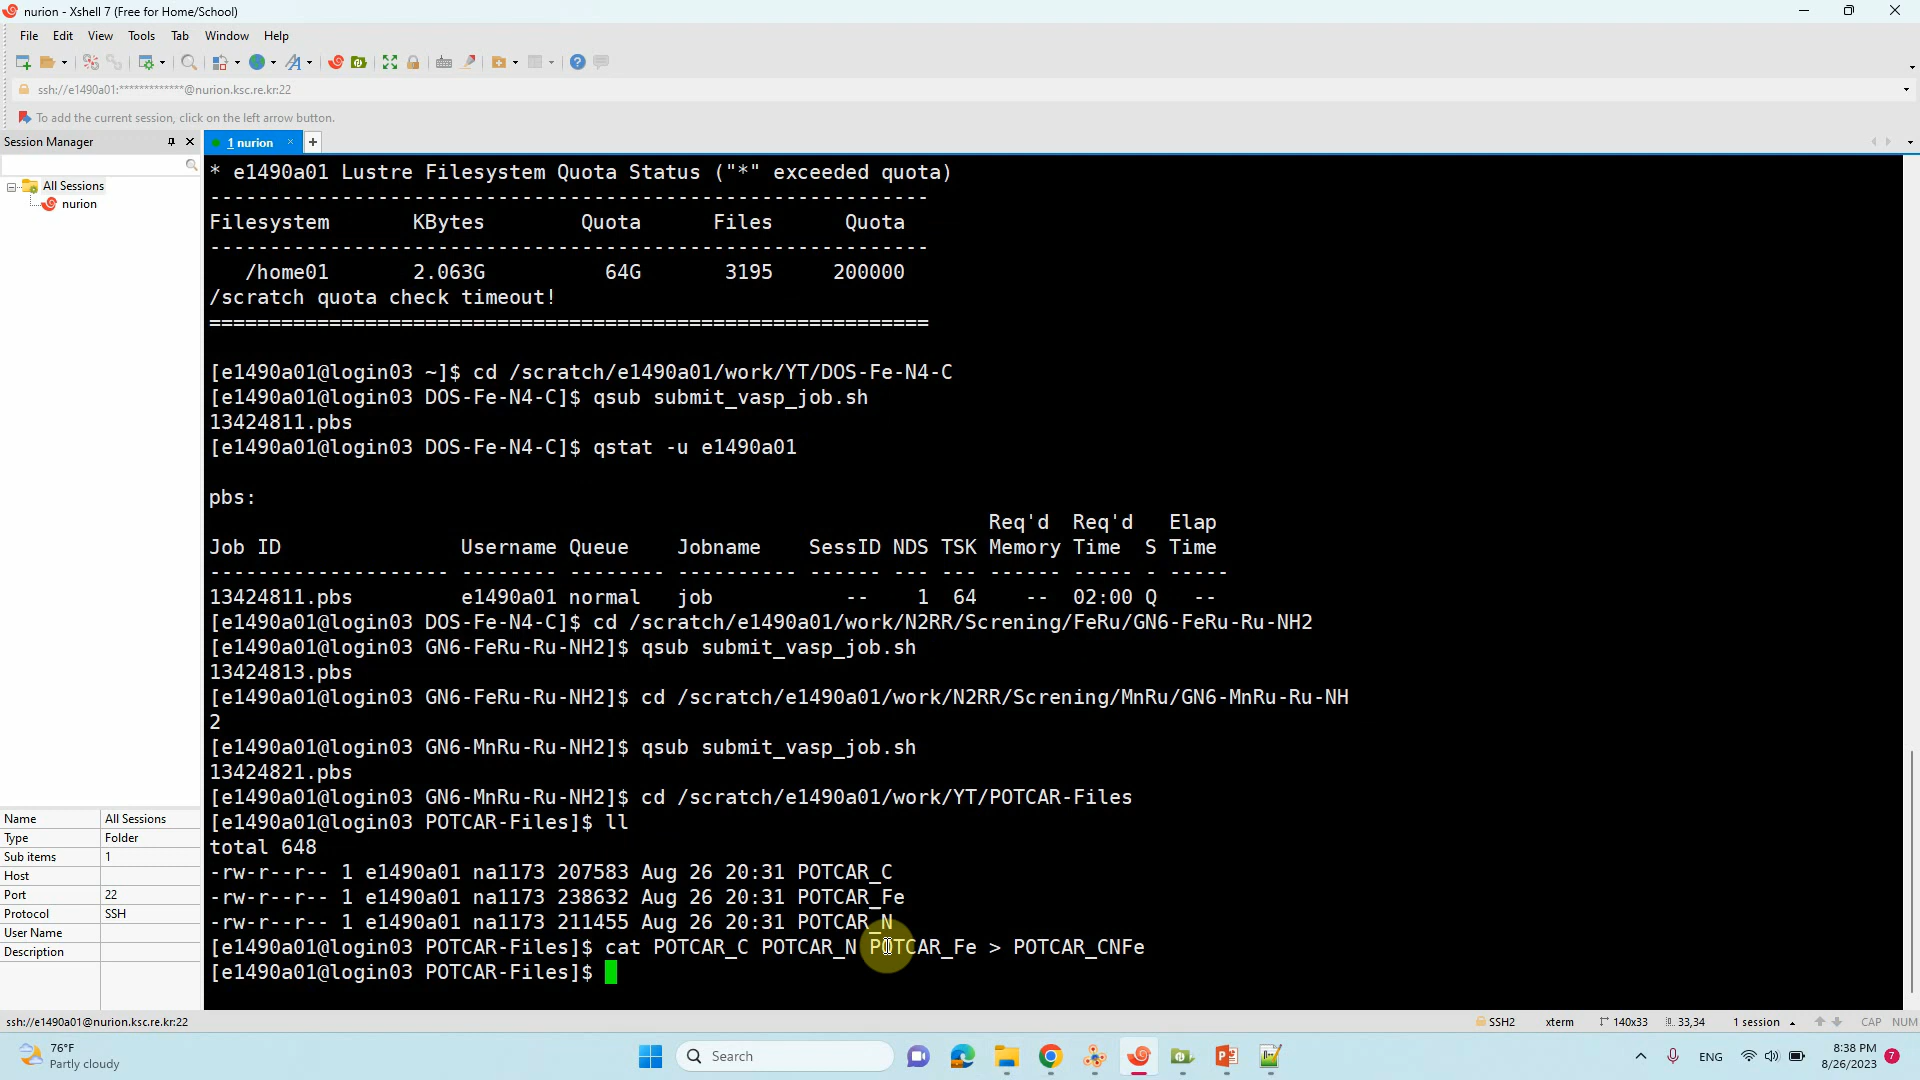 nurion - Xshell 7 (Free for Home/School)
File Edit View Tools Tab Window Help
ssh://e1490a01:*************@nurion.ksc.re.kr:22
To add the current session, click on the left arrow button.
Session Manager
1 nurion
All Sessions
nurion
* e1490a01 Lustre Filesystem Quota Status ("*" exceeded quota)
------------------------------------------------------------
Filesystem KBytes Quota Files Quota
------------------------------------------------------------
/home01 2.063G 64G 3195 200000
/scratch quota check timeout!
============================================================
[e1490a01@login03 ~]$ cd /scratch/e1490a01/work/YT/DOS-Fe-N4-C
[e1490a01@login03 DOS-Fe-N4-C]$ qsub submit_vasp_job.sh
13424811.pbs
[e1490a01@login03 DOS-Fe-N4-C]$ qstat -u e1490a01
pbs:
Req'd Req'd Elap
Job ID Username Queue Jobname SessID NDS TSK Memory Time S Time
-------------------- -------- -------- ---------- ------ --- --- ------ ----- - -----
13424811.pbs e1490a01 normal job -- 1 64 -- 02:00 Q --
[e1490a01@login03 DOS-Fe-N4-C]$ cd /scratch/e1490a01/work/N2RR/Screning/FeRu/GN6-FeRu-Ru-NH2
[e1490a01@login03 GN6-FeRu-Ru-NH2]$ qsub submit_vasp_job.sh
13424813.pbs
[e1490a01@login03 GN6-FeRu-Ru-NH2]$ cd /scratch/e1490a01/work/N2RR/Screning/MnRu/GN6-MnRu-Ru-NH
2
[e1490a01@login03 GN6-MnRu-Ru-NH2]$ qsub submit_vasp_job.sh
13424821.pbs
[e1490a01@login03 GN6-MnRu-Ru-NH2]$ cd /scratch/e1490a01/work/YT/POTCAR-Files
[e1490a01@login03 POTCAR-Files]$ ll
total 648
-rw-r--r-- 1 e1490a01 na1173 207583 Aug 26 20:31 POTCAR_C
-rw-r--r-- 1 e1490a01 na1173 238632 Aug 26 20:31 POTCAR_Fe
-rw-r--r-- 1 e1490a01 na1173 211455 Aug 26 20:31 POTCAR_N
[e1490a01@login03 POTCAR-Files]$ cat POTCAR_C POTCAR_N POTCAR_Fe > POTCAR_CNFe
[e1490a01@login03 POTCAR-Files]$
Name All Sessions
Type Folder
Sub items 1
Host
Port 22
Protocol SSH
User Name
Description
ssh://e1490a01@nurion.ksc.re.kr:22
SSH2 xterm 140x33 33,34 1 session CAP NUM
76°F
Partly cloudy
Search
ENG
8:38 PM
8/26/2023
7